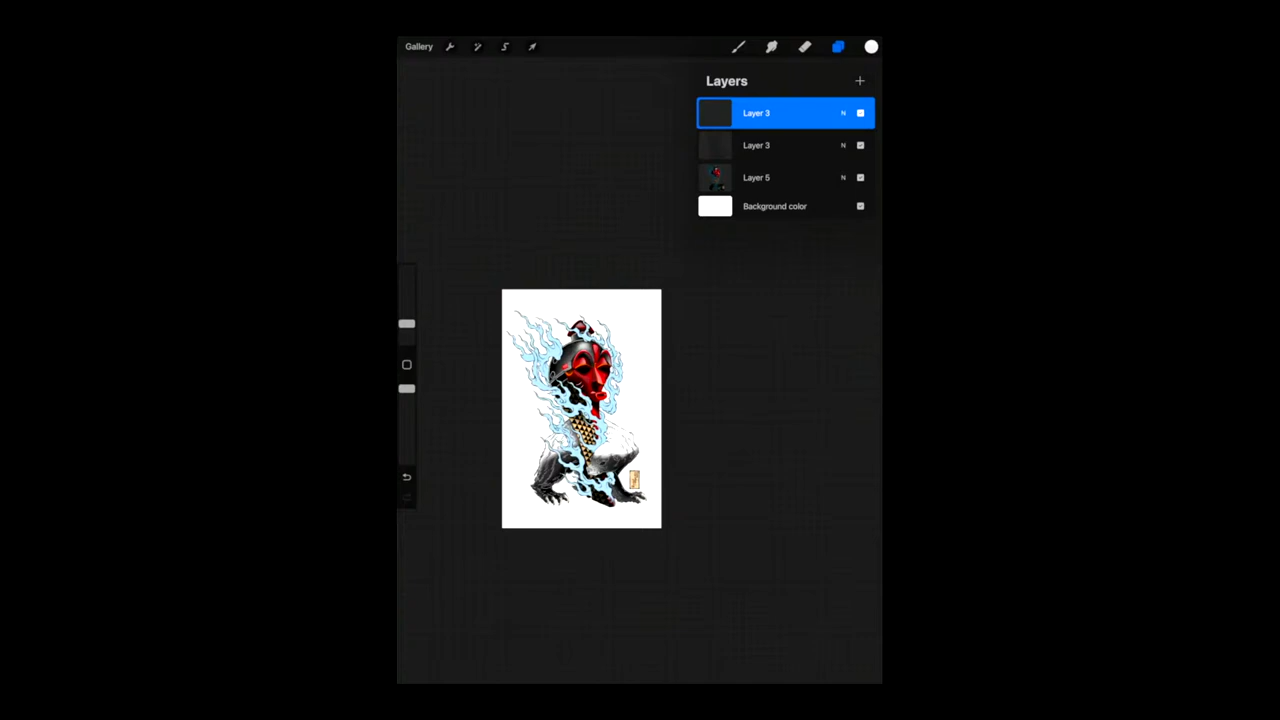 Gallery
Layers
Layer 3 N
Layer 3 N
Layer 5 N
Background color